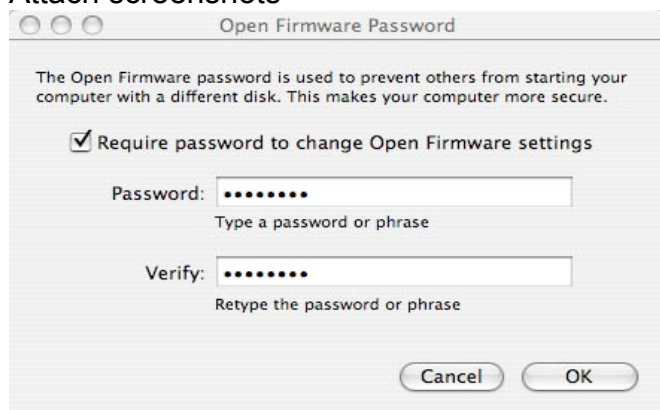 Attach screenshots
Open Firmware Password
The Open Firmware password is used to prevent others from starting your
computer with a different disk. This makes your computer more secure.
Require password to change Open Firmware settings
Password: ••••••••
Type a password or phrase
Verify: ••••••••
Retype the password or phrase
Cancel OK